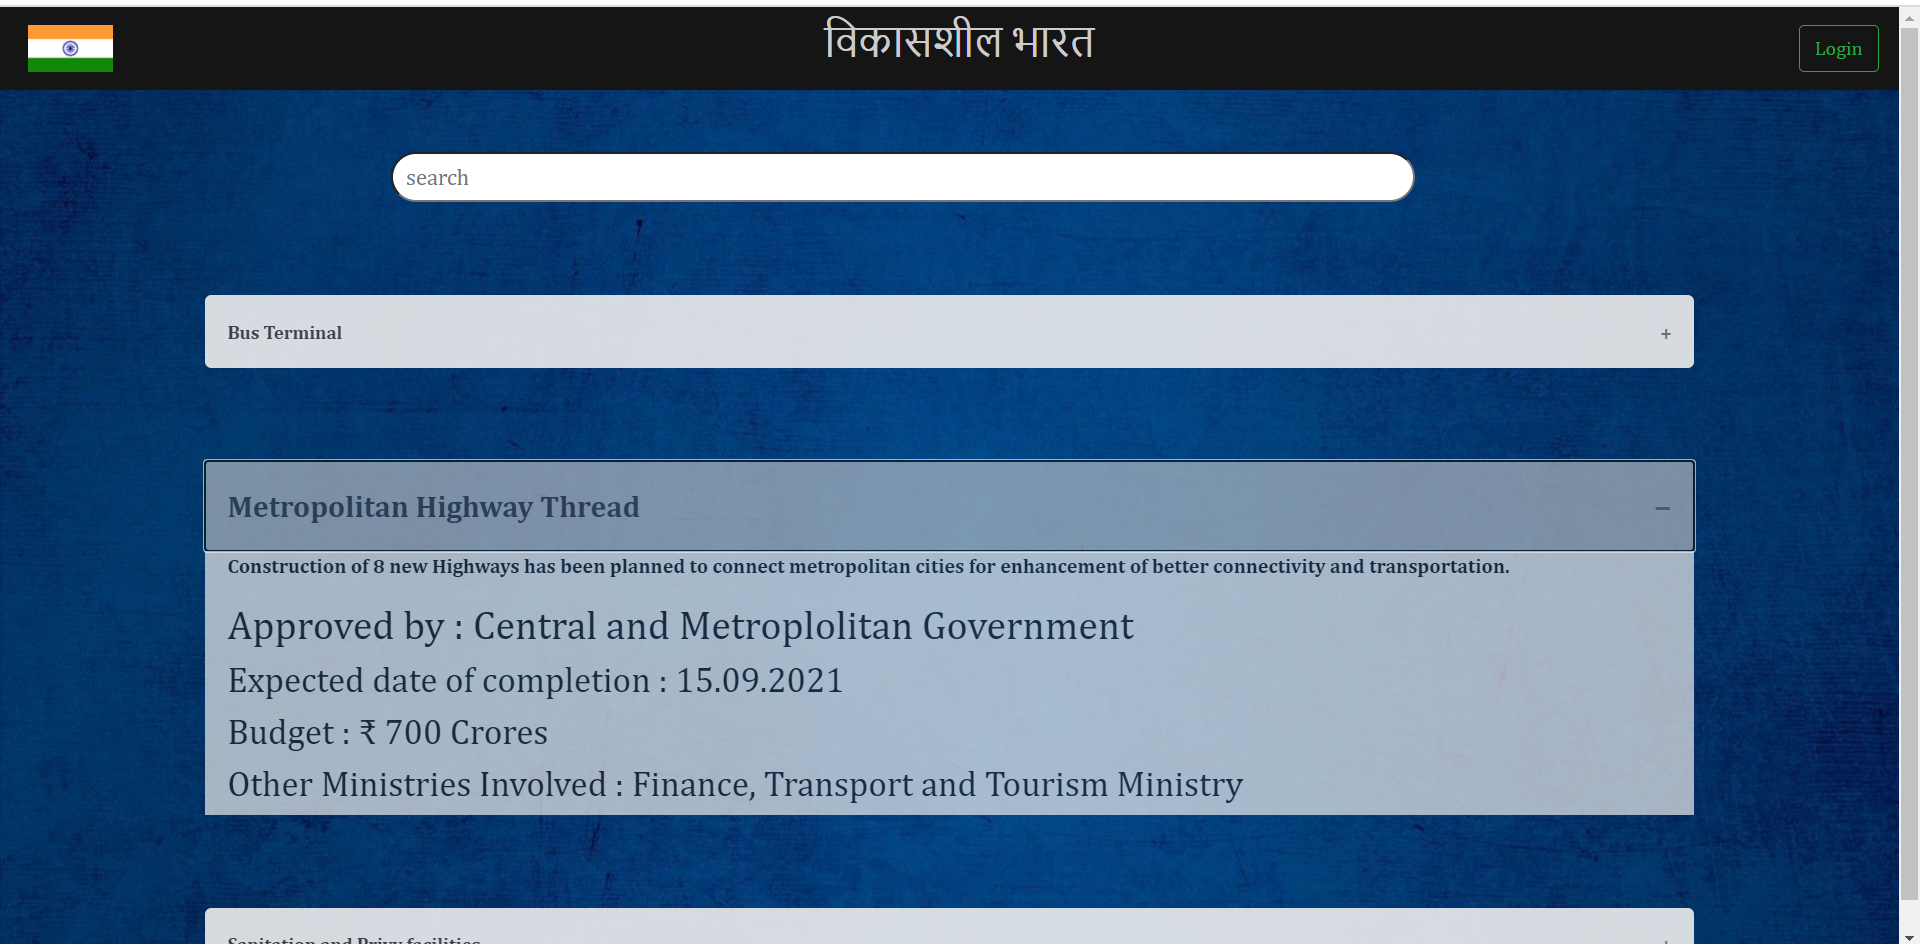 विकासशील भारत
Login
search
Bus Terminal
+
Metropolitan Highway Thread
–
Construction of 8 new Highways has been planned to connect metropolitan cities for enhancement of better connectivity and transportation.
Approved by : Central and Metroplolitan Government
Expected date of completion : 15.09.2021
Budget : ₹ 700 Crores
Other Ministries Involved : Finance, Transport and Tourism Ministry
Sanitation and Privy facilities
+